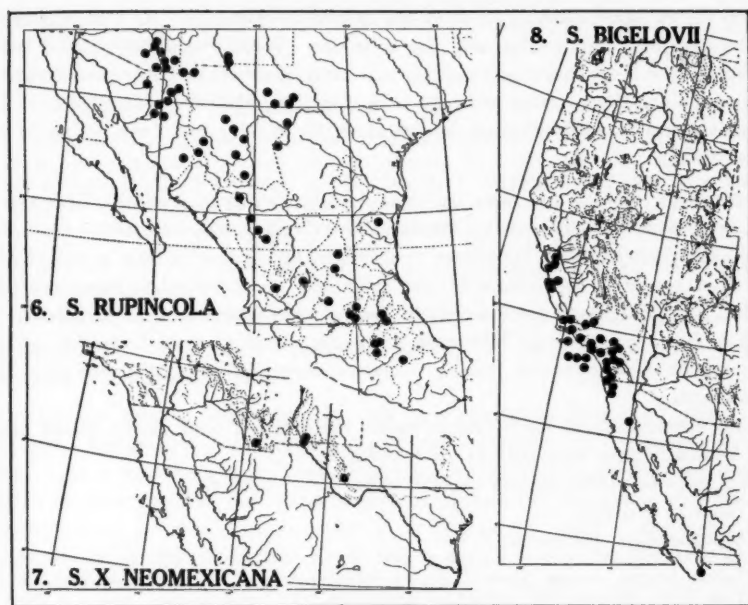 8. S. BIGELOVII
6. S. RUPINCOLA
7. S. X NEOMEXICANA